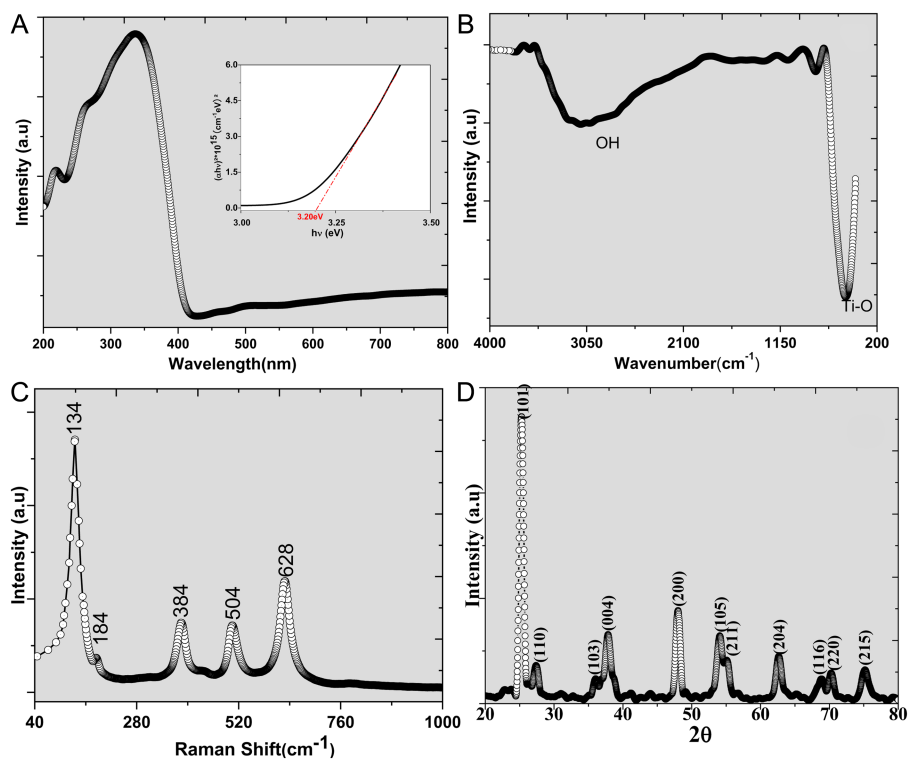 A
Intensity (a.u)
6.0
4.5
3.0
1.5
0.0
(αhν)²*10¹⁵ (cm⁻¹eV) ²
3.20eV
3.00 3.25 3.50
hν (eV)
200 300 400 500 600 700 800
Wavelength(nm)
B
Intensity (a.u)
OH
Ti-O
4000 3050 2100 1150 200
Wavenumber(cm⁻¹)
C
Intensity (a.u)
134
184
384
504
628
40 280 520 760 1000
Raman Shift(cm⁻¹)
D
Intensity (a.u)
(101)
(110)
(103)
(004)
(200)
(105)
(211)
(204)
(116)
(220)
(215)
20 30 40 50 60 70 80
2θ